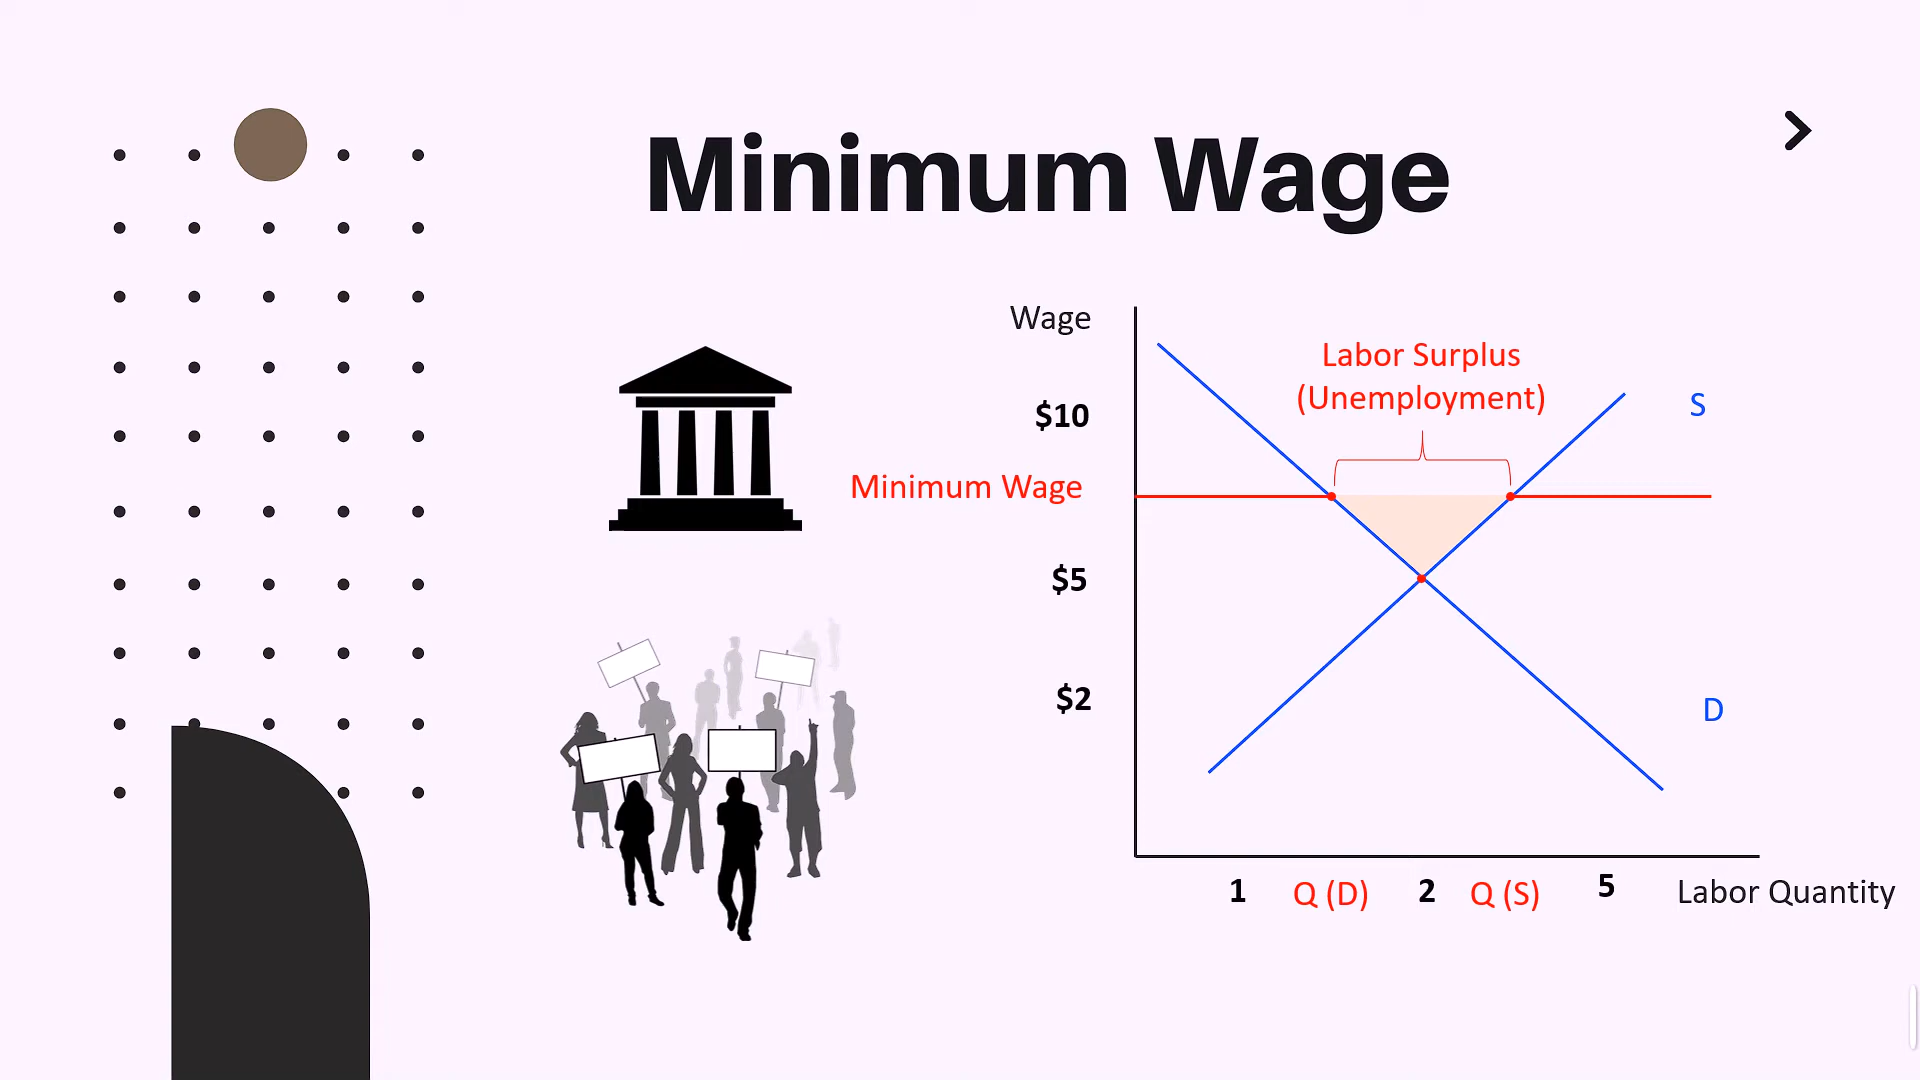 Minimum Wage
Wage
Labor Surplus
(Unemployment)
$10
S
Minimum Wage
$5
$2
D
1
Q (D)
2
Q (S)
5
Labor Quantity